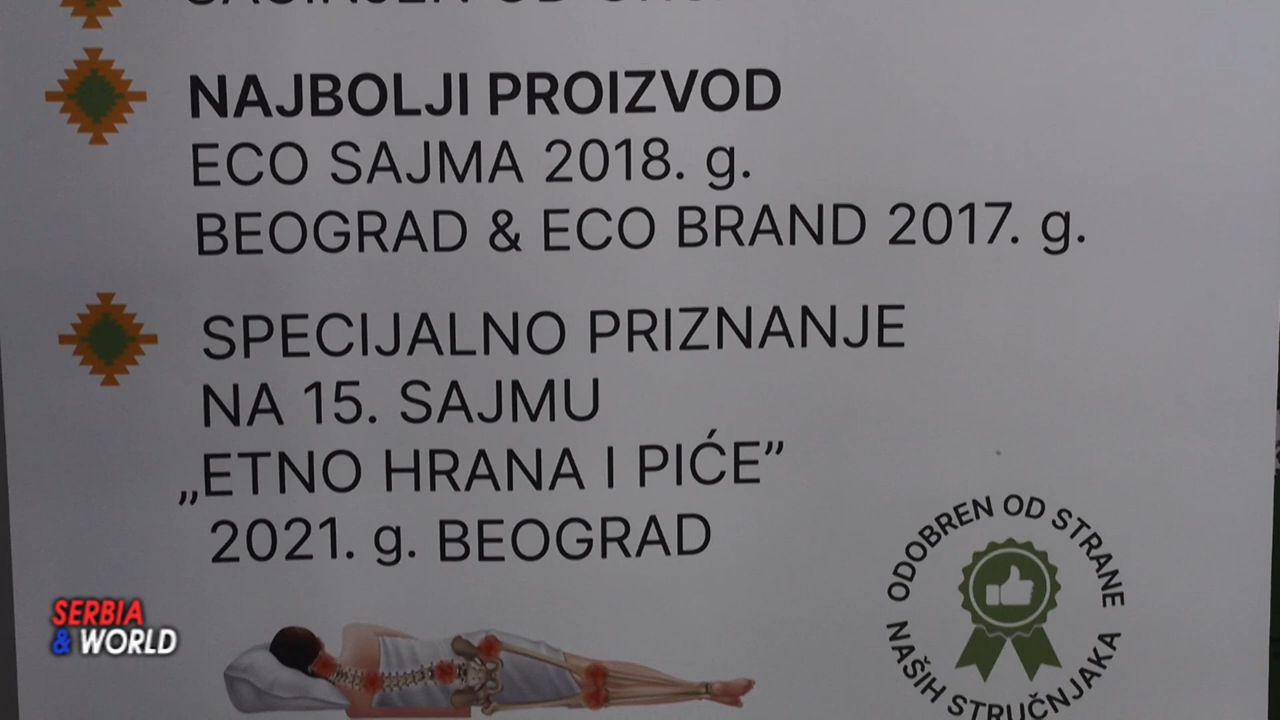 NAJBOLJI PROIZVOD
ECO SAJMA 2018. g.
BEOGRAD & ECO BRAND 2017. g.
SPECIJALNO PRIZNANJE
NA 15. SAJMU
„ETNO HRANA I PIĆE”
2021. g. BEOGRAD
ODOBREN OD STRANE
NAŠIH STRUČNJAKA
SERBIA
& WORLD